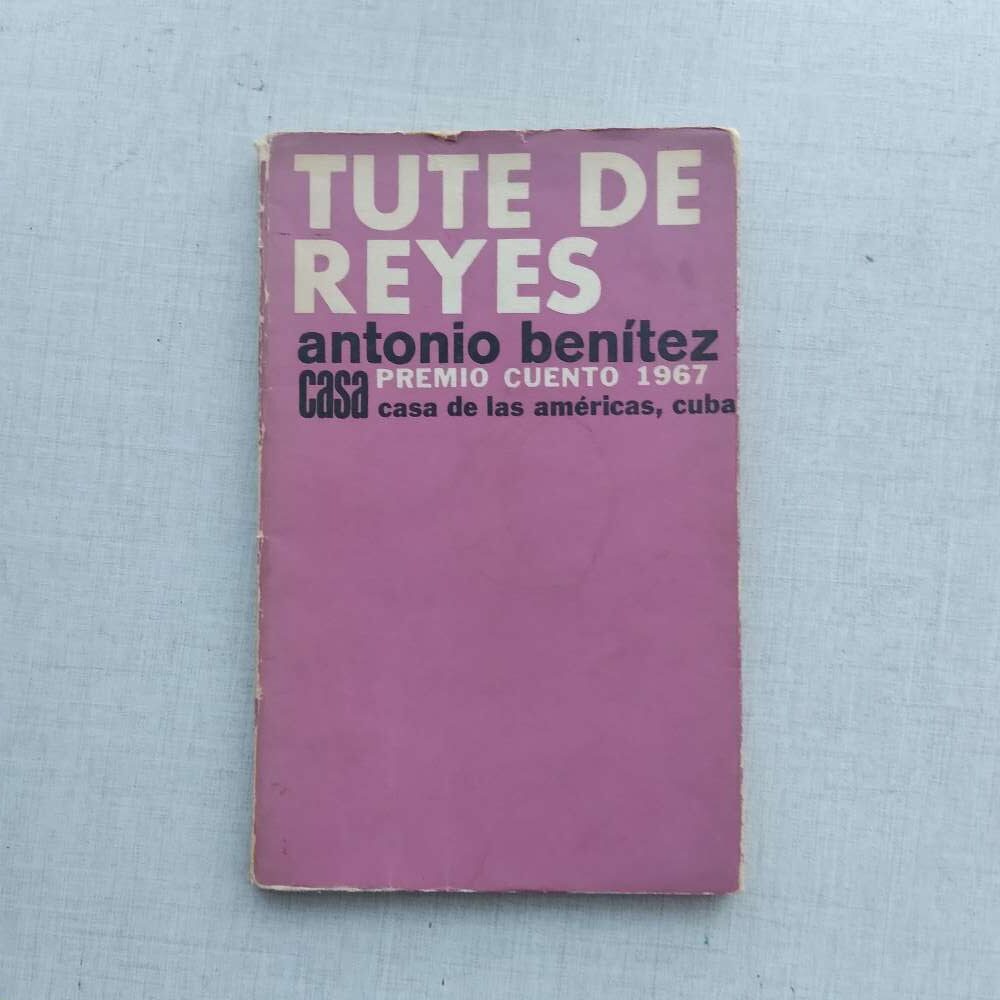 TUTE DE
REYES
antonio benítez
casa PREMIO CUENTO 1967
casa de las américas, cuba